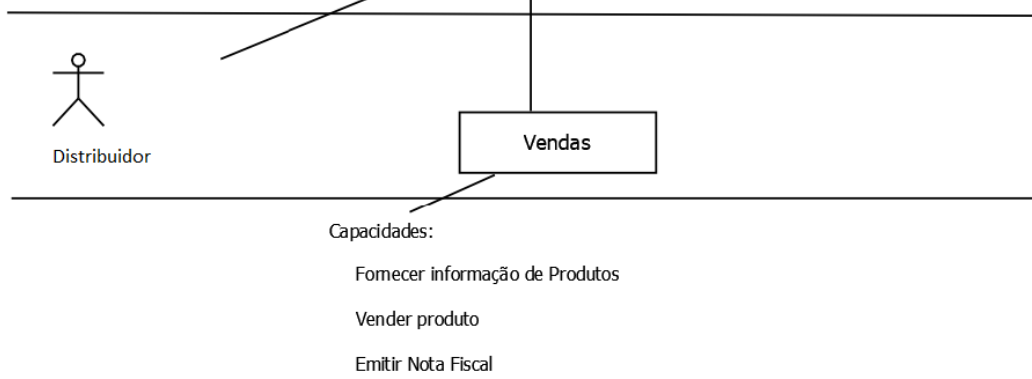 Vendas
Distribuidor
Capacidades:
Fornecer informação de Produtos
Vender produto
Emitir Nota Fiscal